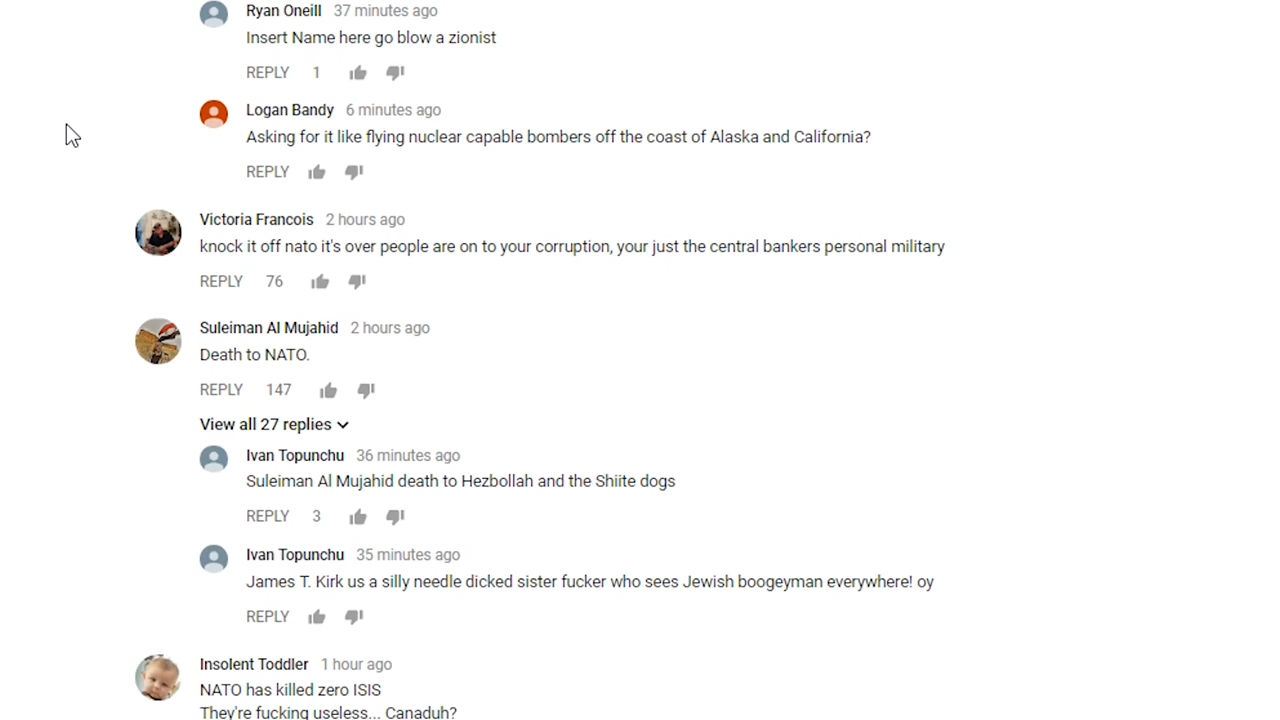 Ryan Oneill 37 minutes ago
Insert Name here go blow a zionist
REPLY 1
Logan Bandy 6 minutes ago
Asking for it like flying nuclear capable bombers off the coast of Alaska and California?
REPLY
Victoria Francois 2 hours ago
knock it off nato it's over people are on to your corruption, your just the central bankers personal military
REPLY 76
Suleiman Al Mujahid 2 hours ago
Death to NATO.
REPLY 147
View all 27 replies
Ivan Topunchu 36 minutes ago
Suleiman Al Mujahid death to Hezbollah and the Shiite dogs
REPLY 3
Ivan Topunchu 35 minutes ago
James T. Kirk us a silly needle dicked sister fucker who sees Jewish boogeyman everywhere! oy
REPLY
Insolent Toddler 1 hour ago
NATO has killed zero ISIS
They're fucking useless... Canaduh?